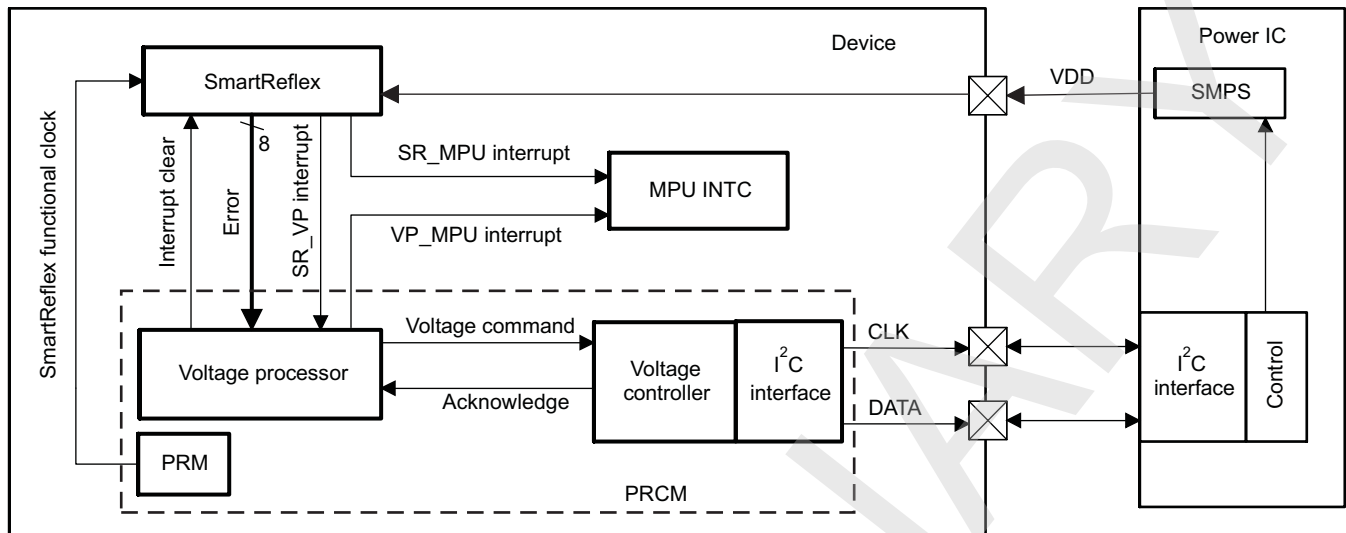 Device
Power IC
SmartReflex
VDD
SMPS
SmartReflex functional clock
Interrupt clear
Error
8
SR_VP interrupt
SR_MPU interrupt
MPU INTC
VP_MPU interrupt
Voltage processor
Voltage command
Acknowledge
Voltage
controller
I²C
interface
CLK
DATA
I²C
interface
Control
PRM
PRCM